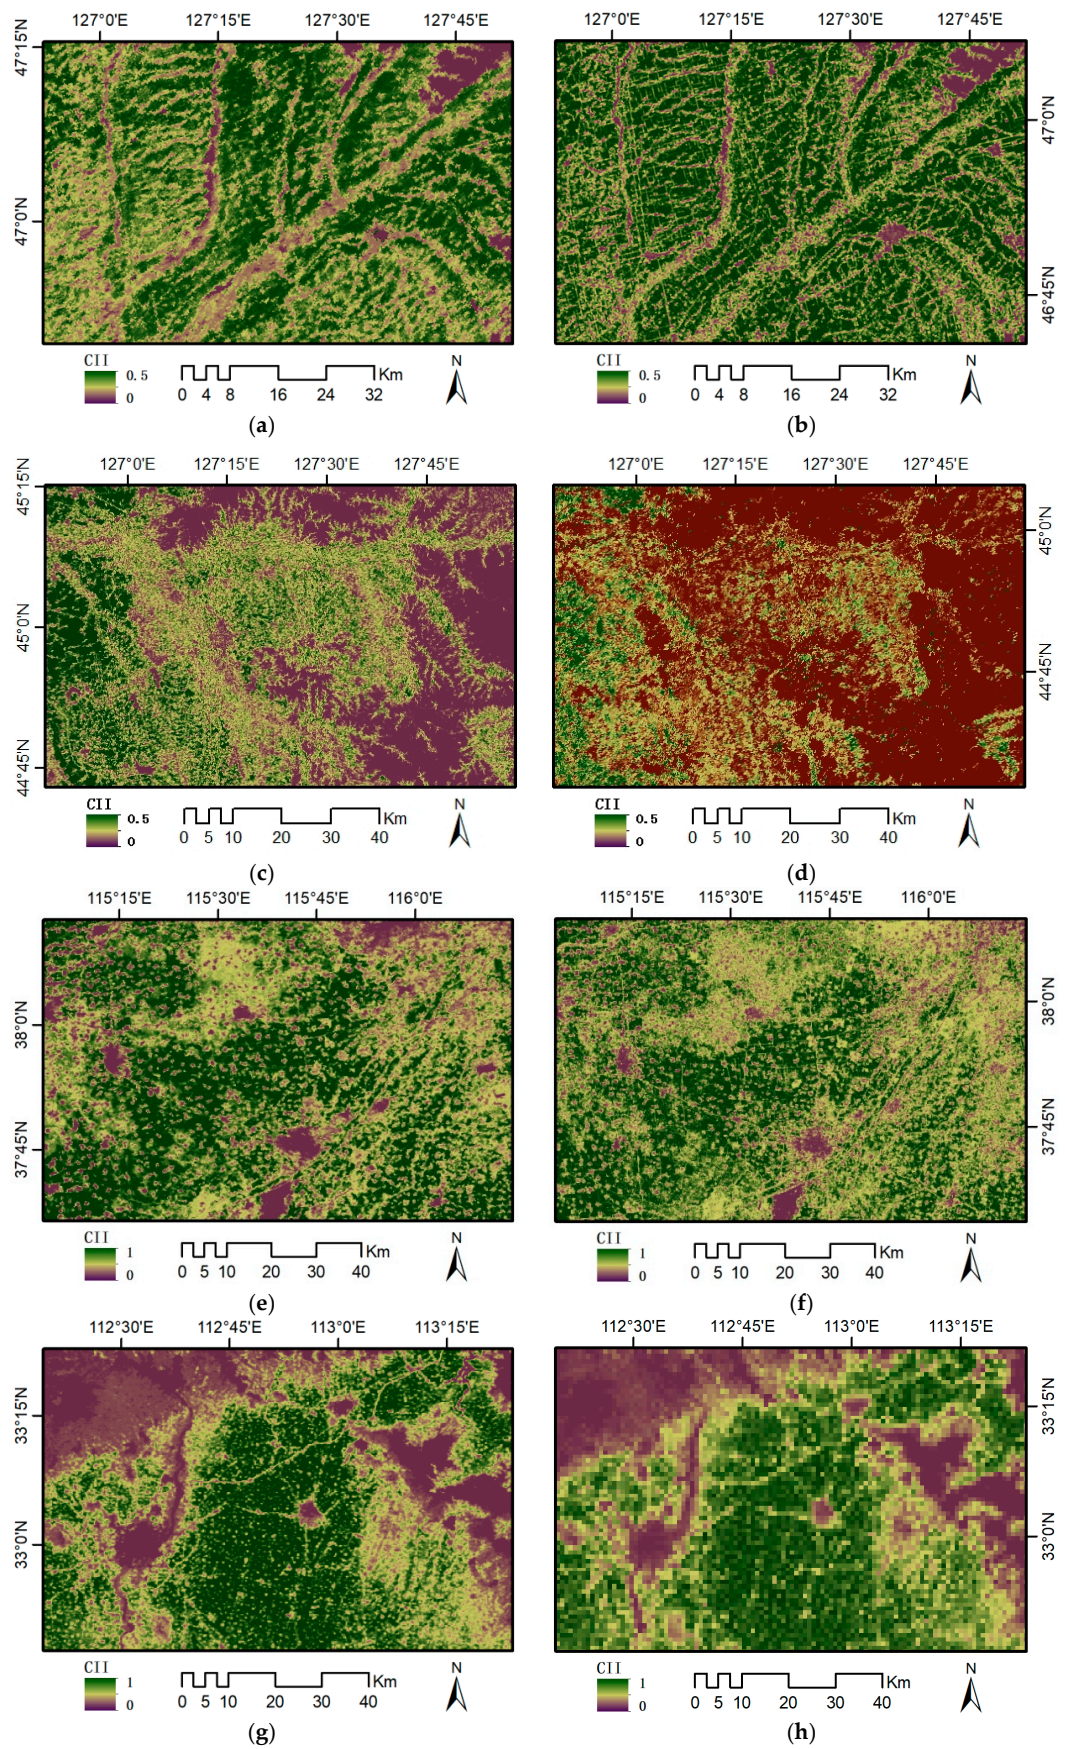 127°0'E 127°15'E 127°30'E 127°45'E
127°0'E 127°15'E 127°30'E 127°45'E
47°15'N
47°0'N
47°0'N
46°45'N
CII
0.5
0
0 4 8 16 24 32
Km
N
CII
0.5
0
0 4 8 16 24 32
Km
N
(a)
(b)
127°0'E 127°15'E 127°30'E 127°45'E
127°0'E 127°15'E 127°30'E 127°45'E
45°15'N
45°0'N
44°45'N
45°0'N
44°45'N
CII
0.5
0
0 5 10 20 30 40
Km
N
CII
0.5
0
0 5 10 20 30 40
Km
N
(c)
(d)
115°15'E 115°30'E 115°45'E 116°0'E
115°15'E 115°30'E 115°45'E 116°0'E
38°0'N
37°45'N
38°0'N
37°45'N
CII
1
0
0 5 10 20 30 40
Km
N
CII
1
0
0 5 10 20 30 40
Km
N
(e)
(f)
112°30'E 112°45'E 113°0'E 113°15'E
112°30'E 112°45'E 113°0'E 113°15'E
33°15'N
33°0'N
33°15'N
33°0'N
CII
1
0
0 5 10 20 30 40
Km
N
CII
1
0
0 5 10 20 30 40
Km
N
(g)
(h)